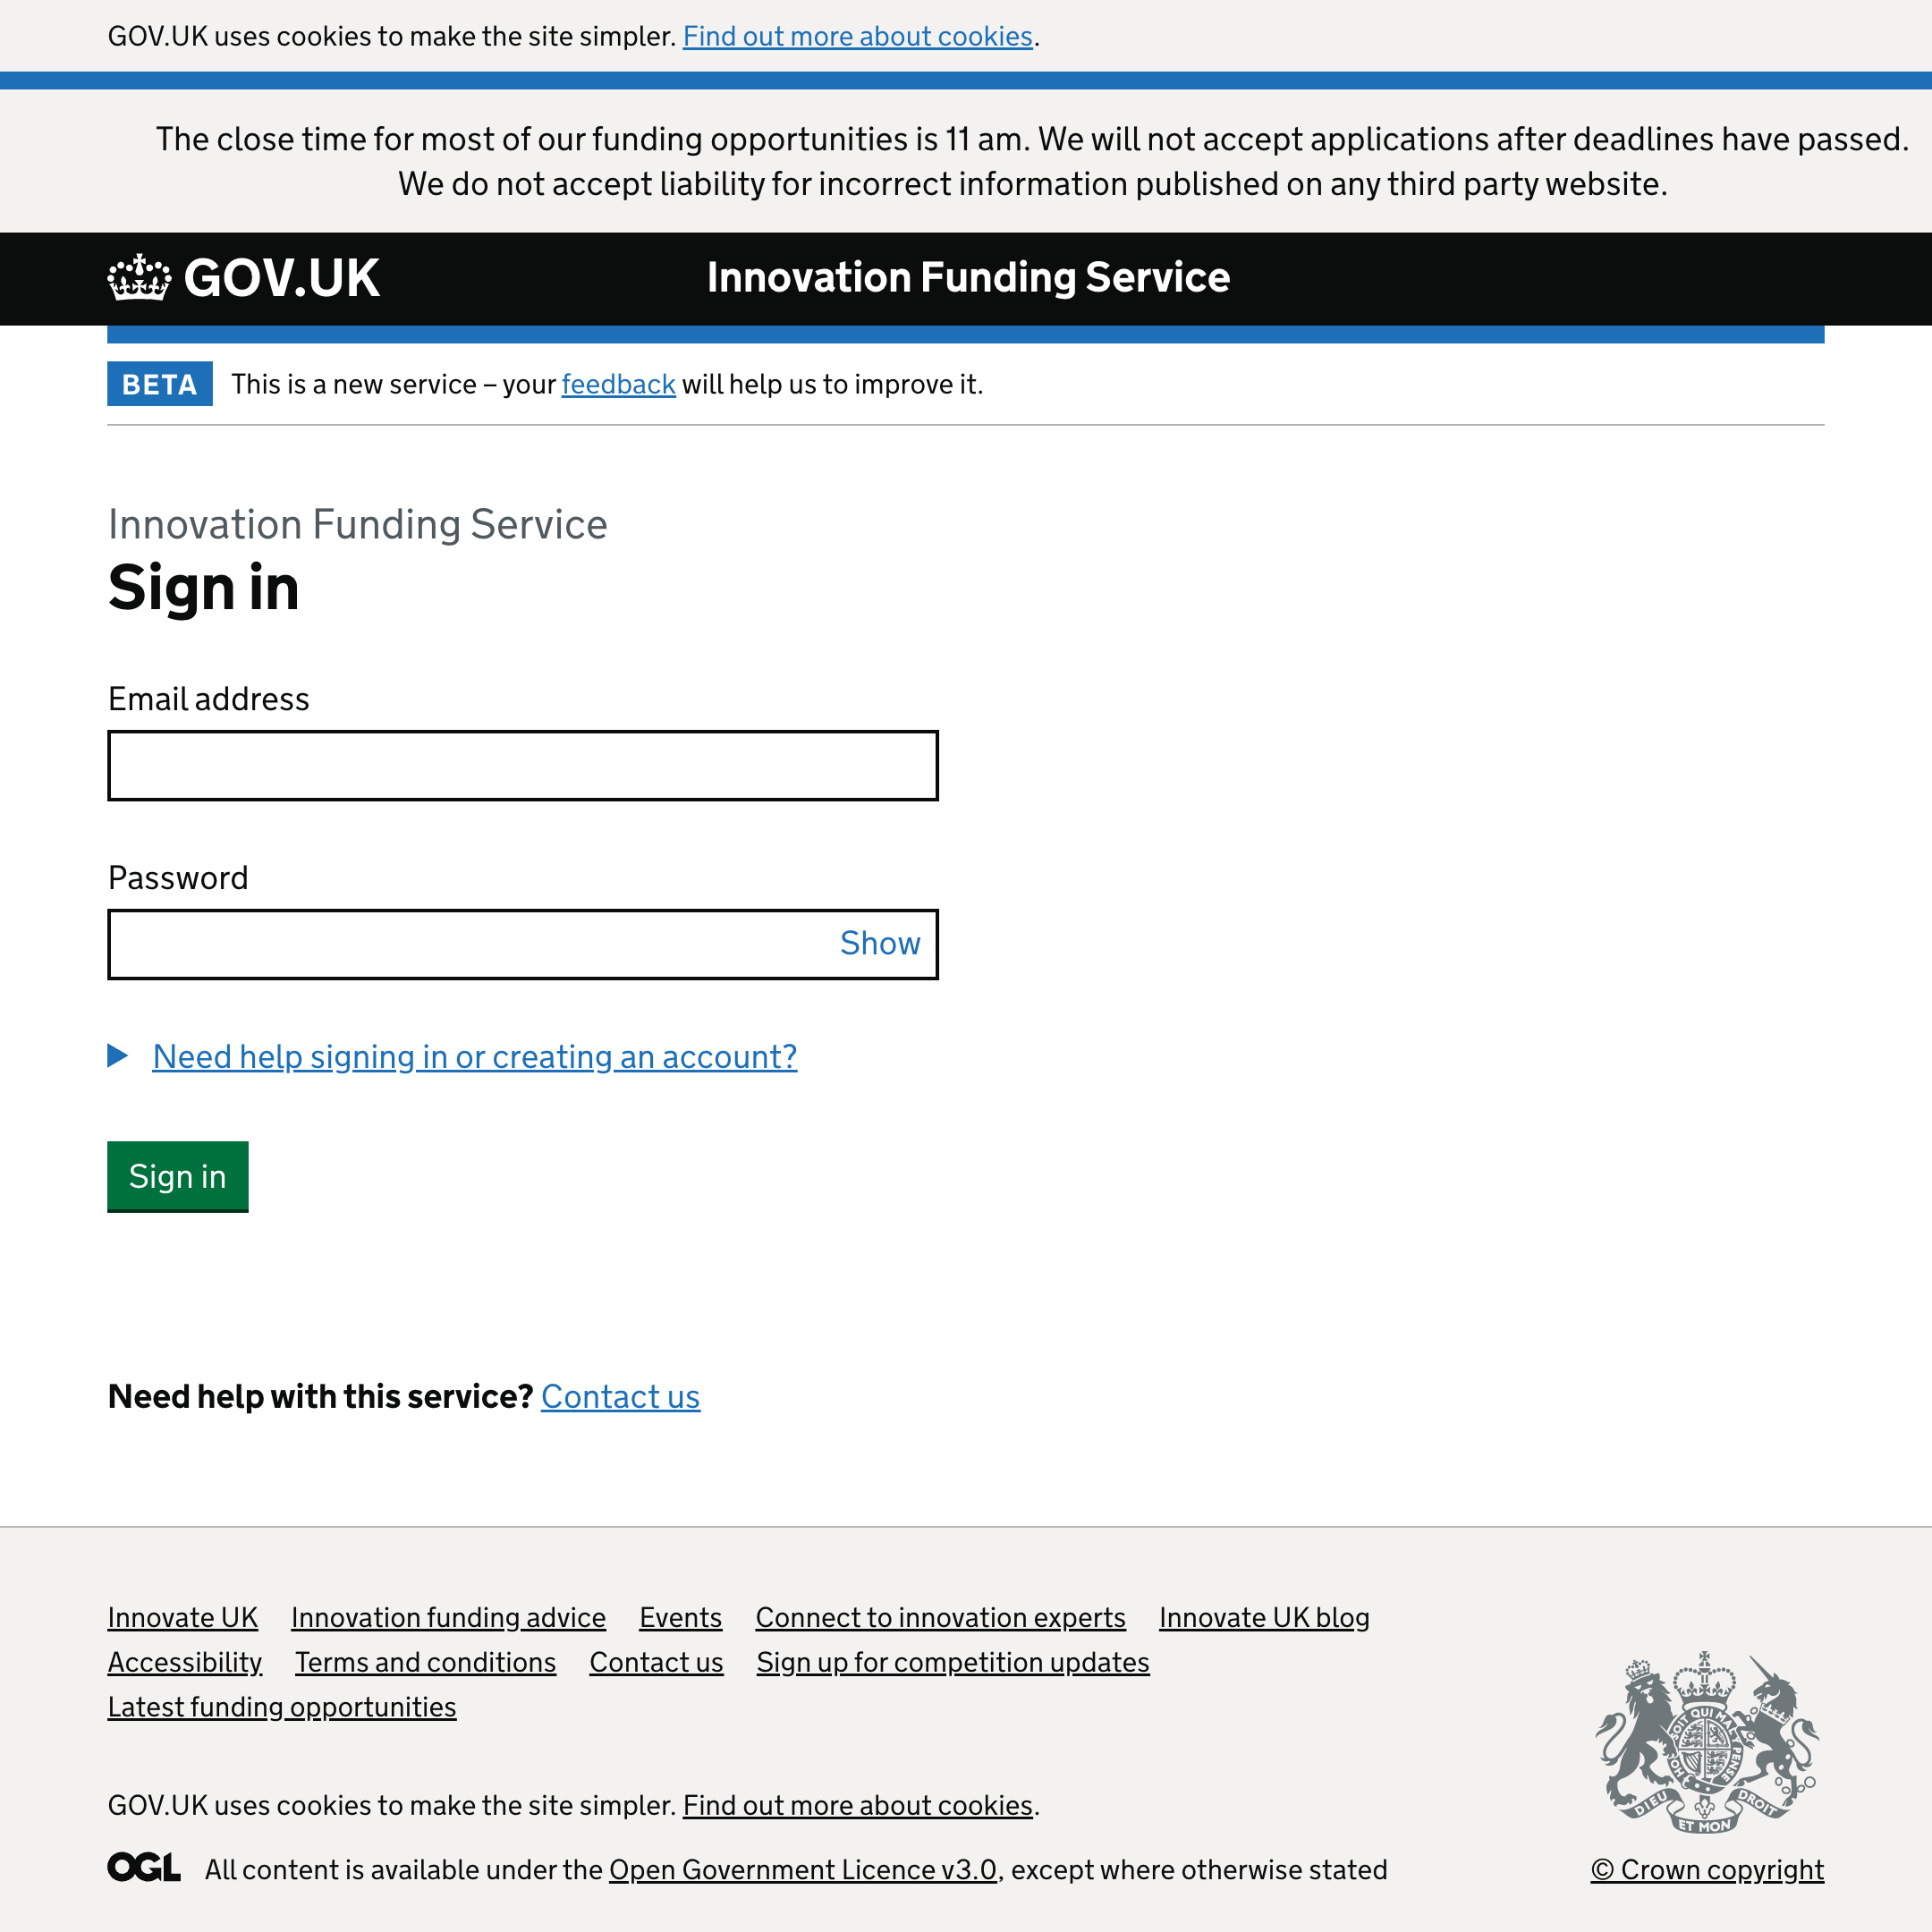 GOV.UK uses cookies to make the site simpler. Find out more about cookies.
The close time for most of our funding opportunities is 11 am. We will not accept applications after deadlines have passed.
We do not accept liability for incorrect information published on any third party website.
GOV.UK
Innovation Funding Service
BETA This is a new service – your feedback will help us to improve it.
Innovation Funding Service
Sign in
Email address
Password
Show
Need help signing in or creating an account?
Sign in
Need help with this service? Contact us
Innovate UK Innovation funding advice Events Connect to innovation experts Innovate UK blog
Accessibility Terms and conditions Contact us Sign up for competition updates
Latest funding opportunities
SOIT QUI MAL
PENSE
HON
DIEU
ET MON
DROIT
GOV.UK uses cookies to make the site simpler. Find out more about cookies.
OGL All content is available under the Open Government Licence v3.0, except where otherwise stated
© Crown copyright